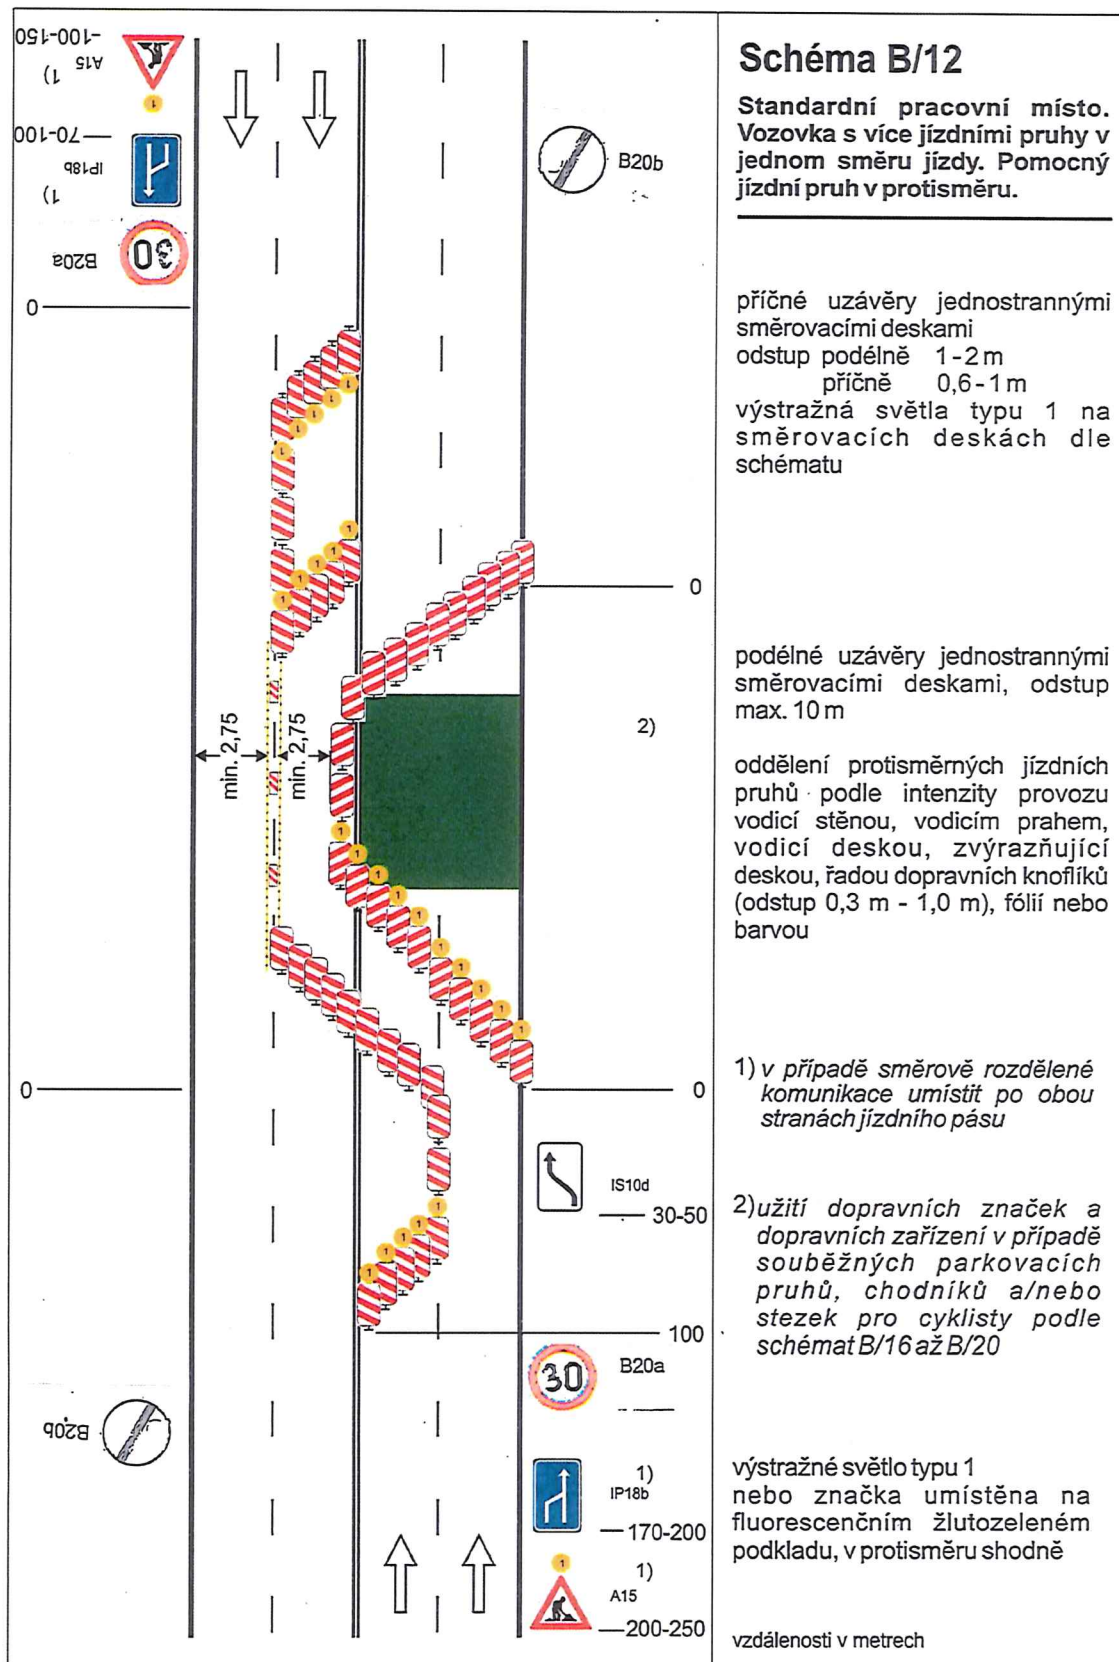 Schéma B/12
Standardní pracovní místo.
Vozovka s více jízdními pruhy v
jednom směru jízdy. Pomocný
jízdní pruh v protisměru.
příčné uzávěry jednostrannými
směrovacími deskami
odstup podélně 1-2 m
příčně 0,6-1 m
výstražná světla typu 1 na
směrovacích deskách dle
schématu
podélné uzávěry jednostrannými
směrovacími deskami, odstup
max. 10 m
oddělení protisměrných jízdních
pruhů podle intenzity provozu
vodicí stěnou, vodicím prahem,
vodicí deskou, zvýrazňující
deskou, řadou dopravních knoflíků
(odstup 0,3 m - 1,0 m), fólií nebo
barvou
1) v případě směrově rozdělené
komunikace umístit po obou
stranách jízdního pásu
2) užití dopravních značek a
dopravních zařízení v případě
souběžných parkovacích
pruhů, chodníků a/nebo
stezek pro cyklisty podle
schémat B/16 až B/20
výstražné světlo typu 1
nebo značka umístěna na
fluorescenčním žlutozeleném
podkladu, v protisměru shodně
vzdálenosti v metrech
100-150
A15
1)
1
70-100
IP18b
1)
B20a
30
0
B20b
0
min. 2,75
min. 2,75
2)
0
0
IS10d
30-50
100
B20a
30
B20b
1)
IP18b
170-200
1
1)
A15
200-250